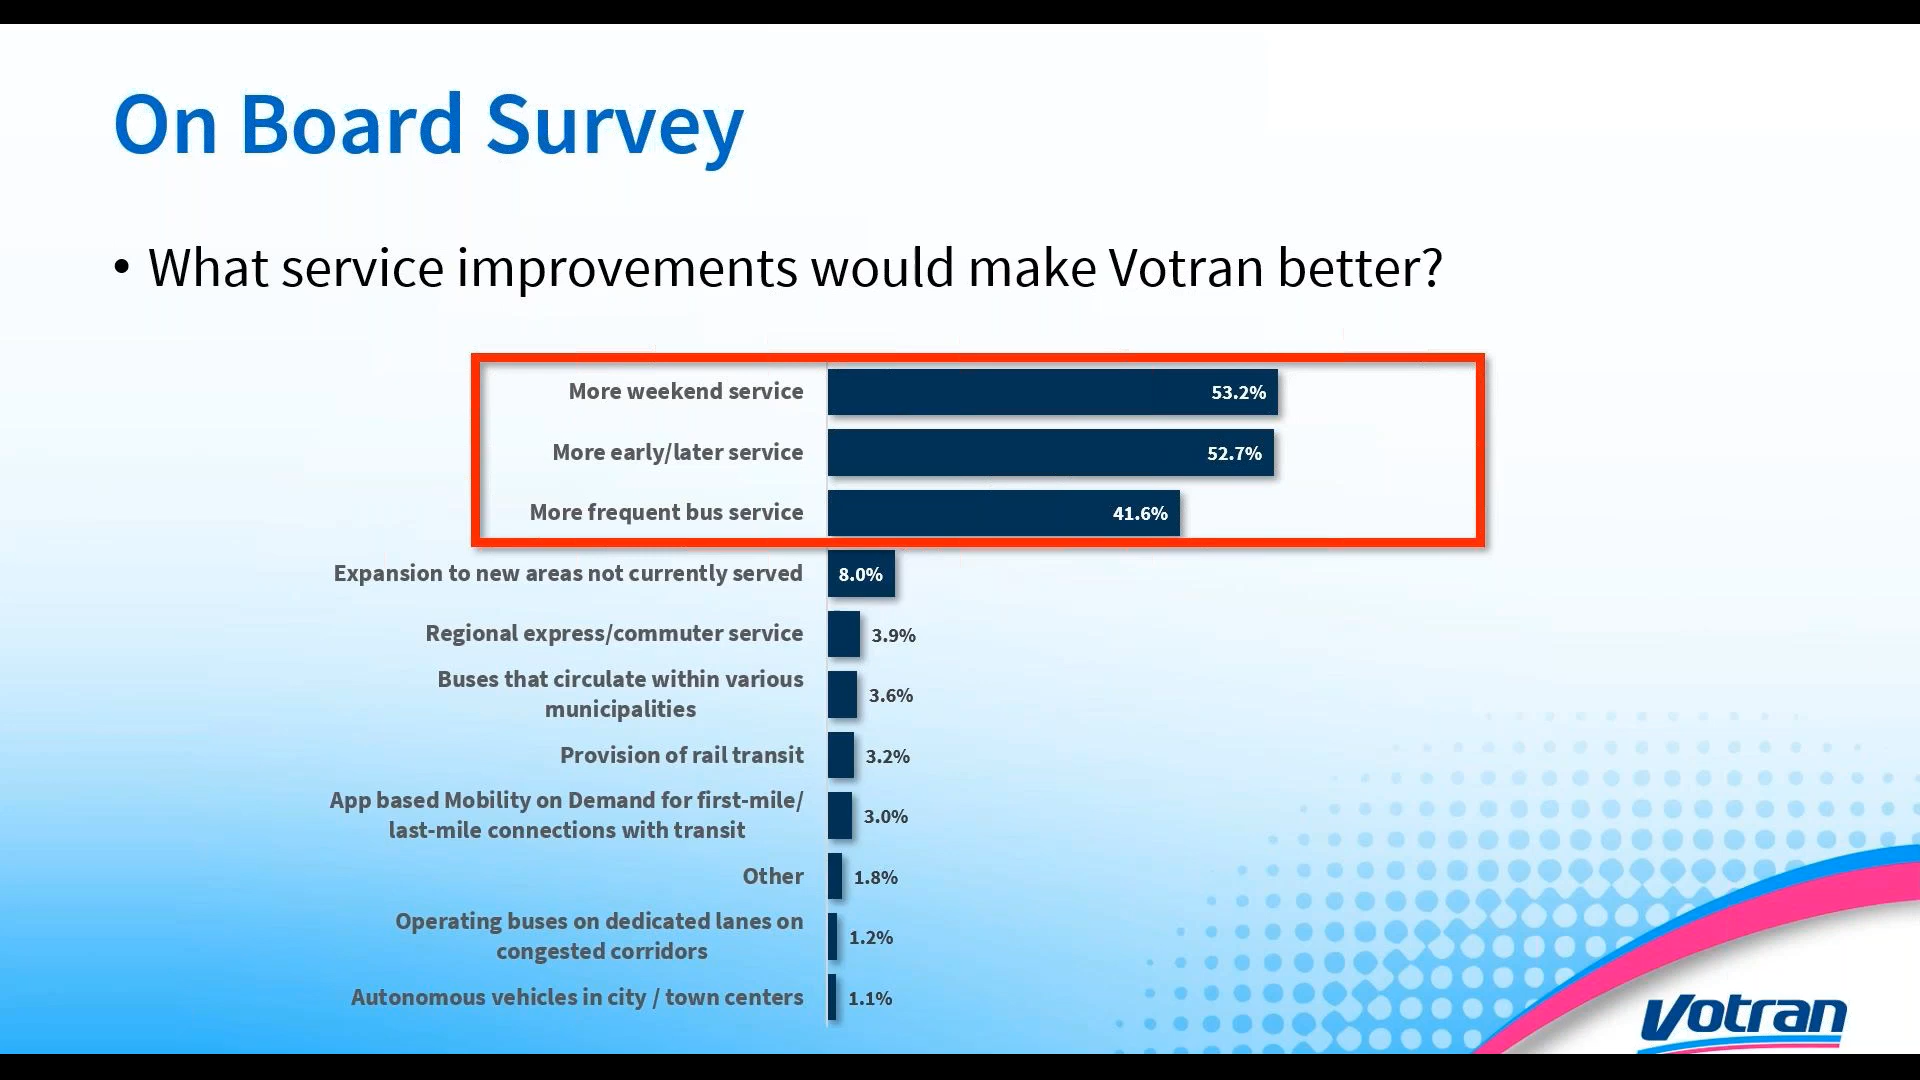 On Board Survey
• What service improvements would make Votran better?
More weekend service 53.2%
More early/later service 52.7%
More frequent bus service 41.6%
Expansion to new areas not currently served 8.0%
Regional express/commuter service 3.9%
Buses that circulate within various
municipalities 3.6%
Provision of rail transit 3.2%
App based Mobility on Demand for first-mile/
last-mile connections with transit 3.0%
Other 1.8%
Operating buses on dedicated lanes on
congested corridors 1.2%
Autonomous vehicles in city / town centers 1.1%
Votran